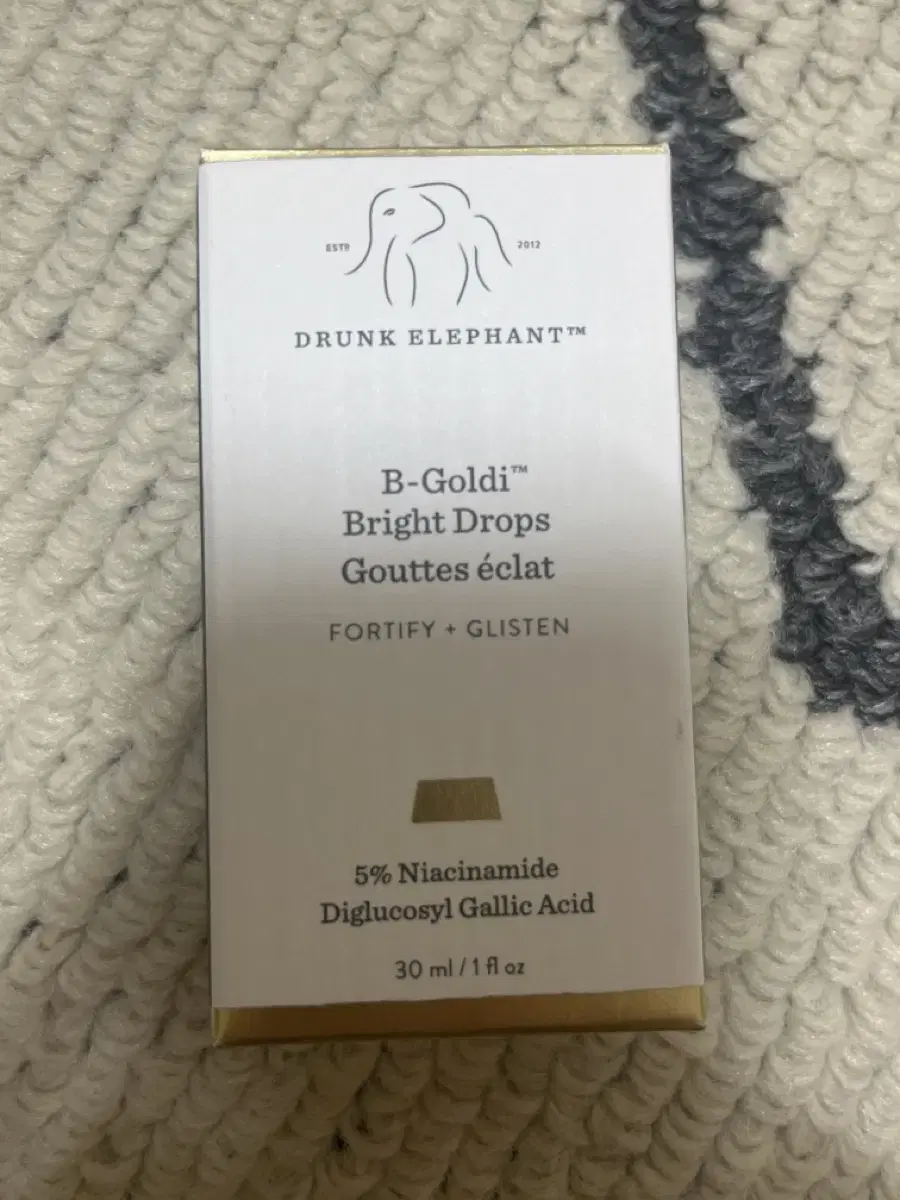 ESTD 2012
DRUNK ELEPHANT™
B-Goldi™
Bright Drops
Gouttes éclat
FORTIFY + GLISTEN
5% Niacinamide
Diglucosyl Gallic Acid
30 ml / 1 fl oz